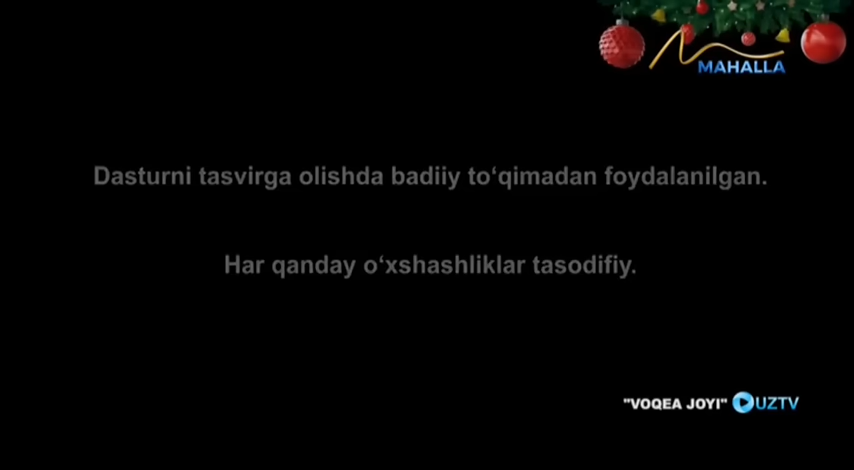 MAHALLA
Dasturni tasvirga olishda badiiy to‘qimadan foydalanilgan.
Har qanday o‘xshashliklar tasodifiy.
"VOQEA JOYI" UZTV